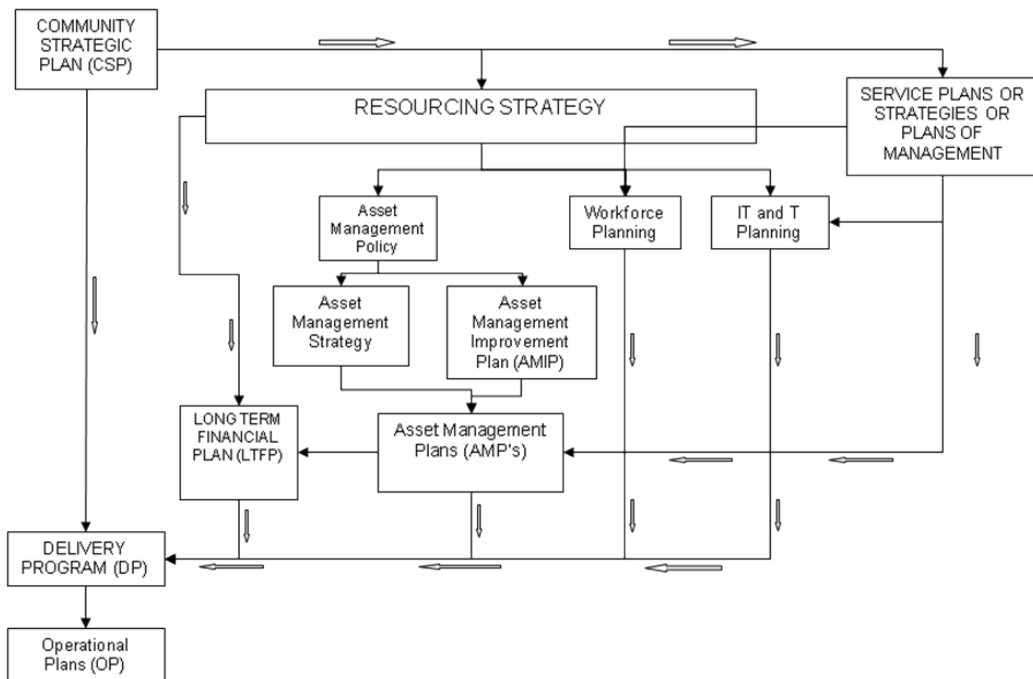 COMMUNITY
STRATEGIC
PLAN (CSP)
RESOURCING STRATEGY
SERVICE PLANS OR
STRATEGIES OR
PLANS OF
MANAGEMENT
Asset
Management
Policy
Workforce
Planning
IT and T
Planning
Asset
Management
Strategy
Asset
Management
Improvement
Plan (AMIP)
LONG TERM
FINANCIAL
PLAN (LTFP)
Asset Management
Plans (AMP's)
DELIVERY
PROGRAM (DP)
Operational
Plans (OP)